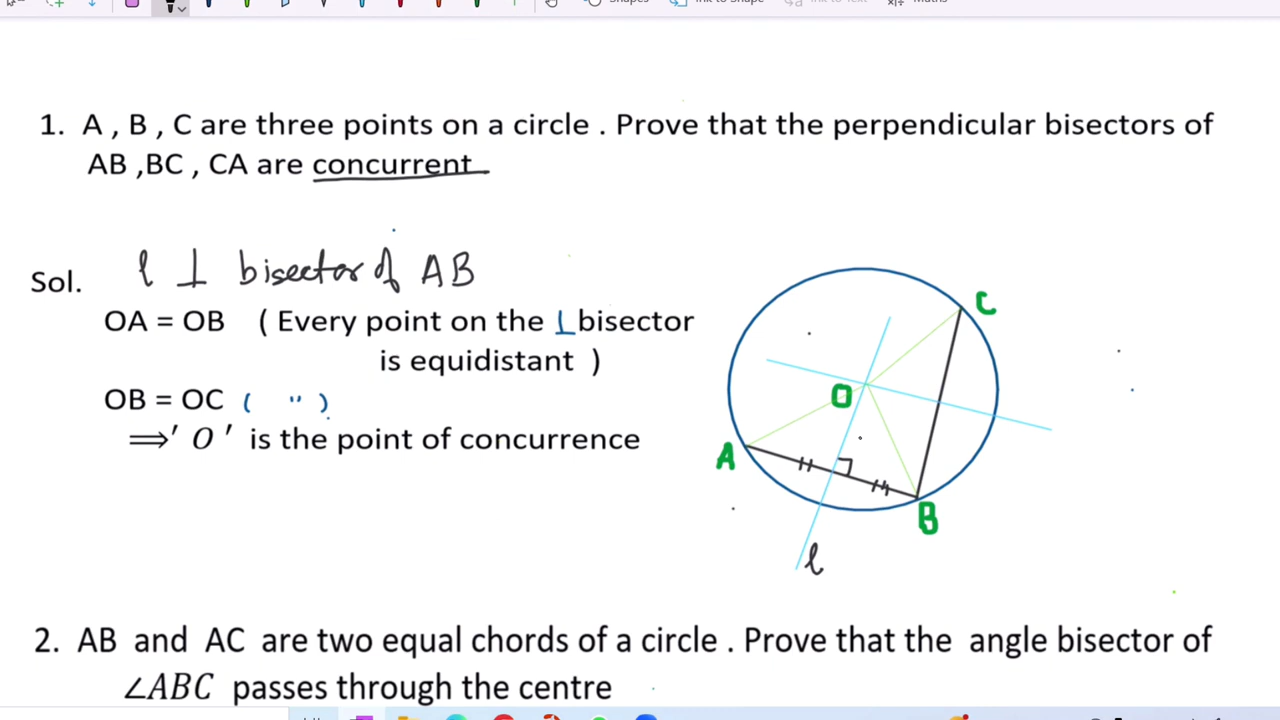 1. A , B , C are three points on a circle . Prove that the perpendicular bisectors of
AB ,BC , CA are concurrent
Sol. l ⊥ bisector of AB
OA = OB ( Every point on the ⊥ bisector
is equidistant )
OB = OC ( " )
⟹' O ' is the point of concurrence
C
O
A
B
l
2. AB and AC are two equal chords of a circle . Prove that the angle bisector of
∠ABC passes through the centre